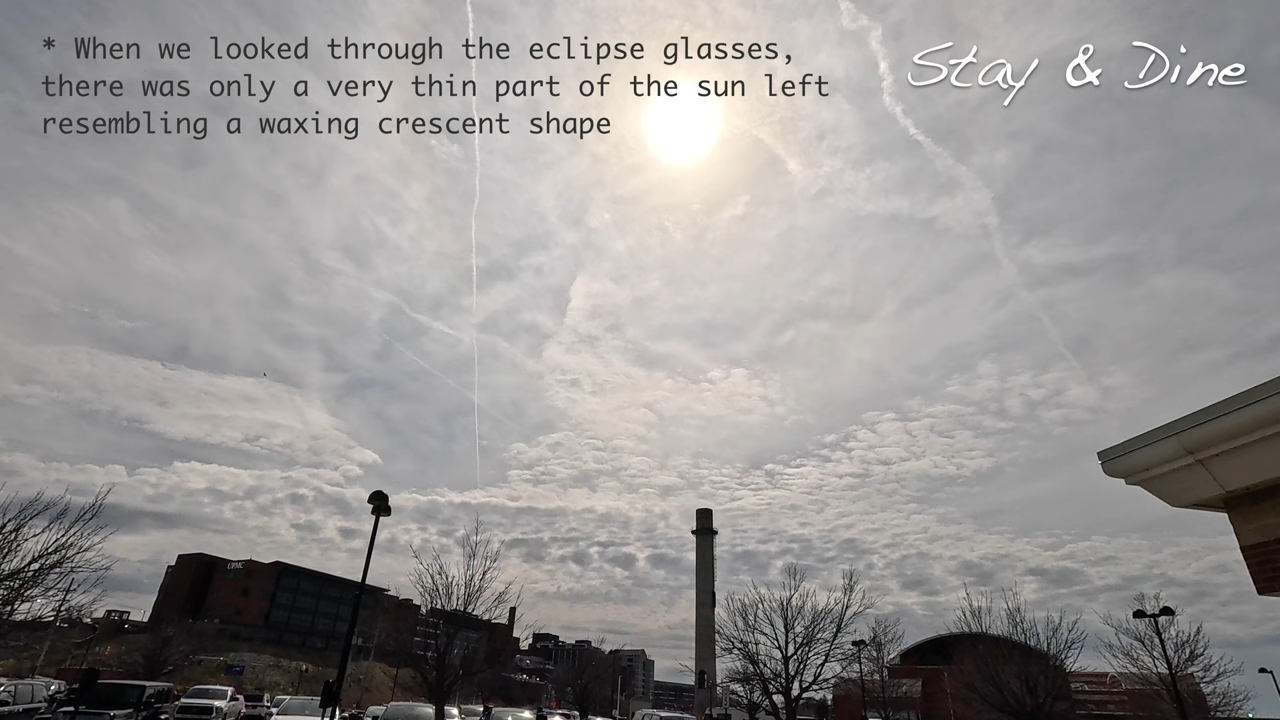 * When we looked through the eclipse glasses,
there was only a very thin part of the sun left
resembling a waxing crescent shape
Stay & Dine
UPMC